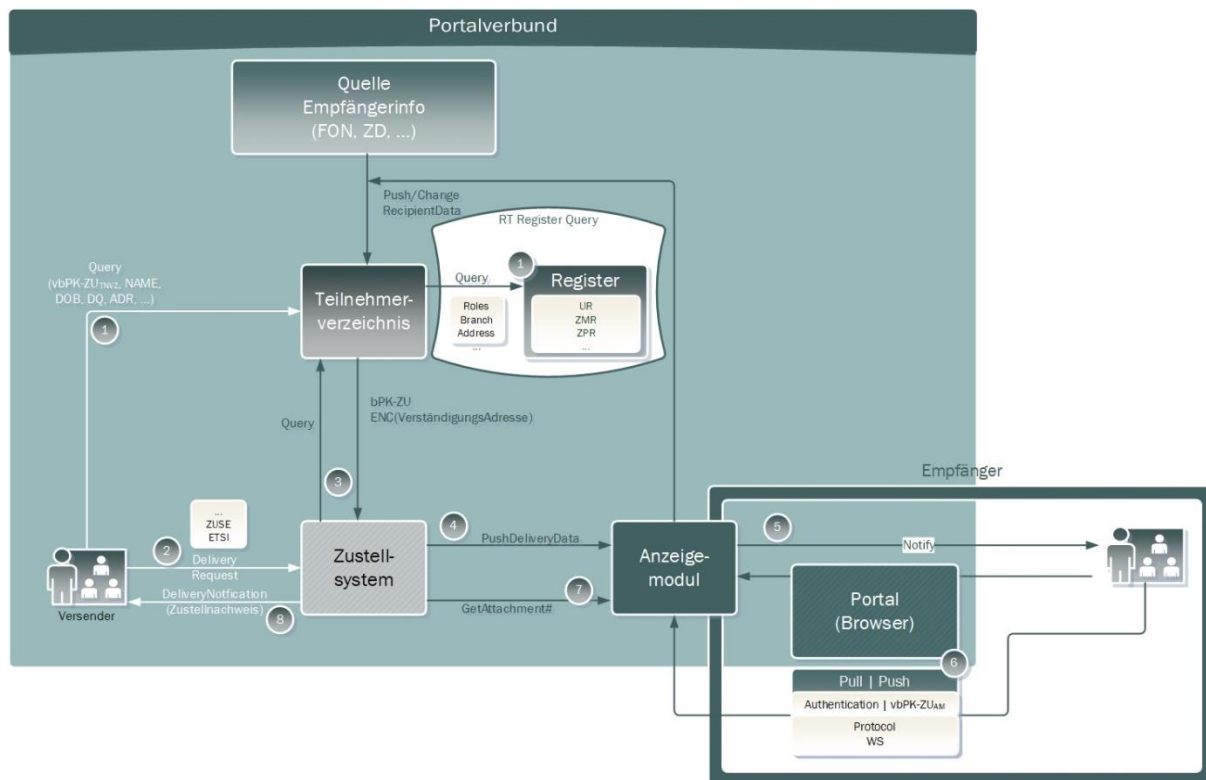 Portalverbund
Quelle
Empfängerinfo
(FON, ZD, ...)
Push/Change
RecipientData
RT Register Query
Query
(vbPK-ZUTWZ, NAME,
DOB, DQ, ADR, ...)
1
Teilnehmer-
verzeichnis
Query
Roles
Branch
Address
...
1
Register
UR
ZMR
ZPR
...
Query
bPK-ZU
ENC(VerständigungsAdresse)
3
...
ZUSE
ETSI
2
Delivery
Request
DeliveryNotfication
(Zustellnachweis)
8
Versender
Zustell-
system
4
PushDeliveryData
7
GetAttachment#
Anzeige-
modul
Empfänger
5
Notify
Portal
(Browser)
6
Pull | Push
Authentication | vbPK-ZUAM
Protocol
WS